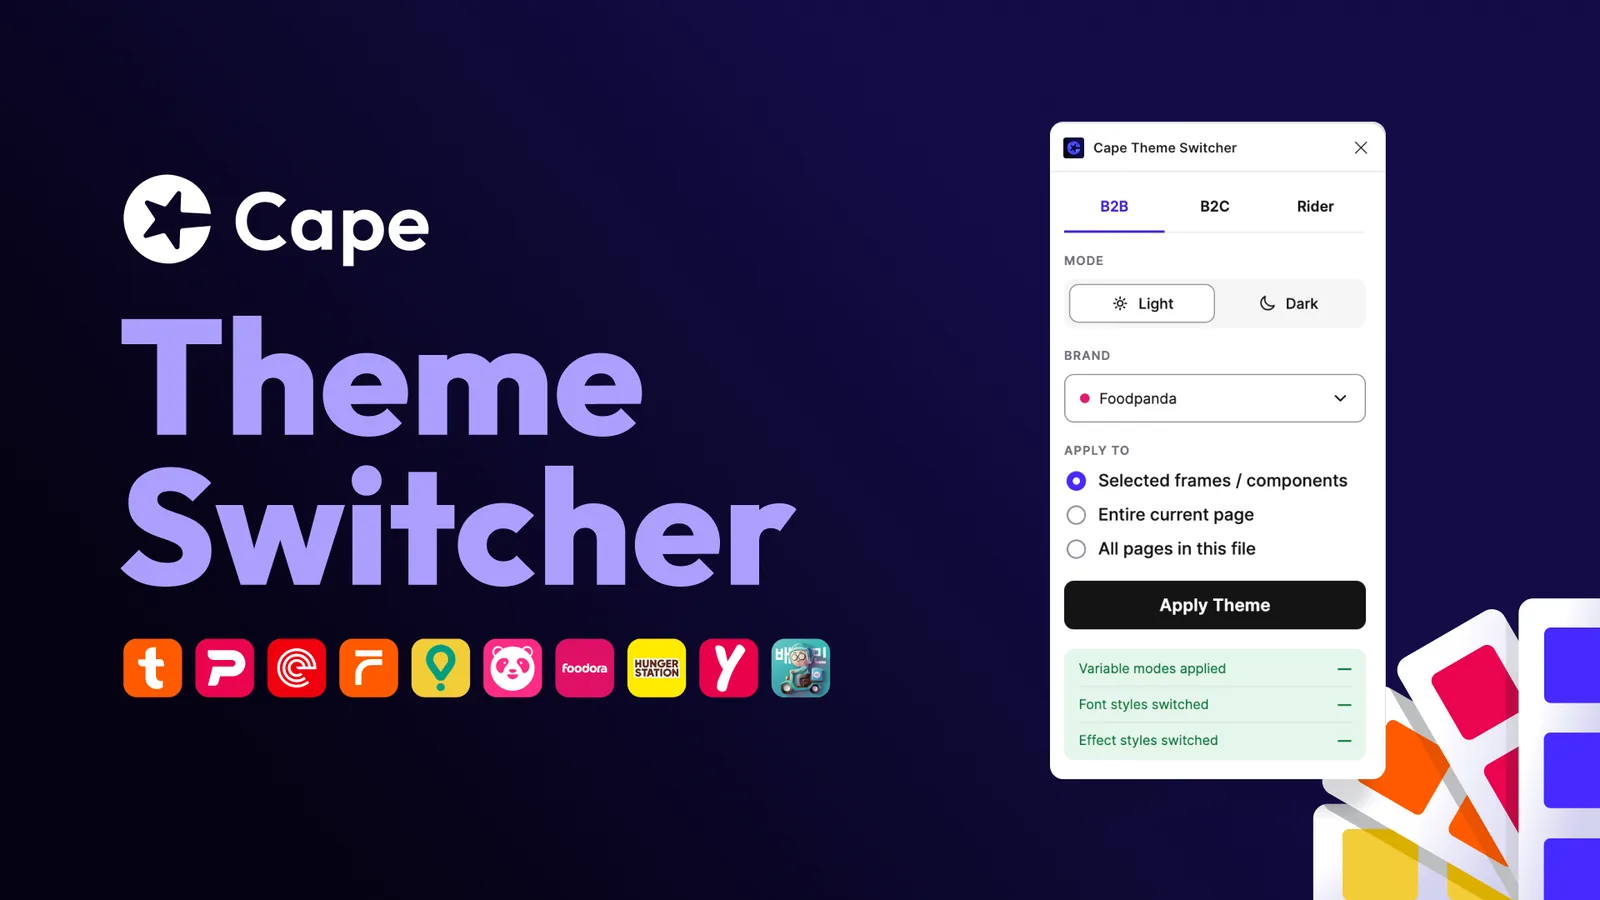 Cape
Theme
Switcher
foodora
HUNGER
STATION
Cape Theme Switcher
B2B B2C Rider
MODE
Light Dark
BRAND
Foodpanda
APPLY TO
Selected frames / components
Entire current page
All pages in this file
Apply Theme
Variable modes applied
Font styles switched
Effect styles switched